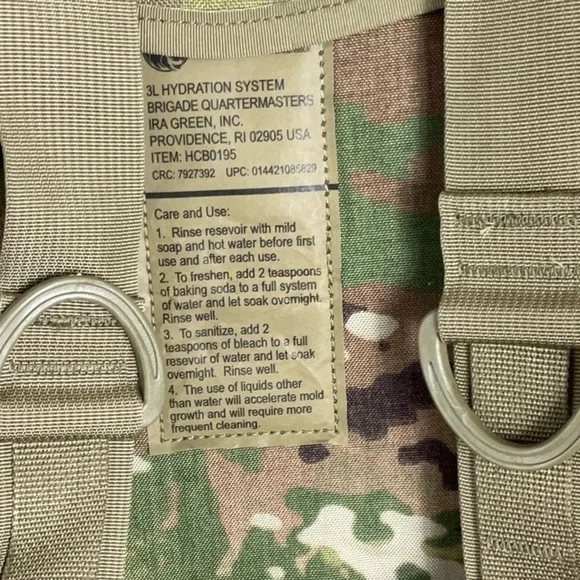 3L HYDRATION SYSTEM
BRIGADE QUARTERMASTERS
IRA GREEN, INC.
PROVIDENCE, RI 02905 USA
ITEM: HCB0195
CRC: 7927392 UPC: 014421085829
Care and Use:
1. Rinse resevoir with mild
soap and hot water before first
use and after each use.
2. To freshen, add 2 teaspoons
of baking soda to a full system
of water and let soak overnight.
Rinse well.
3. To sanitize, add 2
teaspoons of bleach to a full
resevoir of water and let soak
overnight. Rinse well.
4. The use of liquids other
than water will accelerate mold
growth and will require more
frequent cleaning.